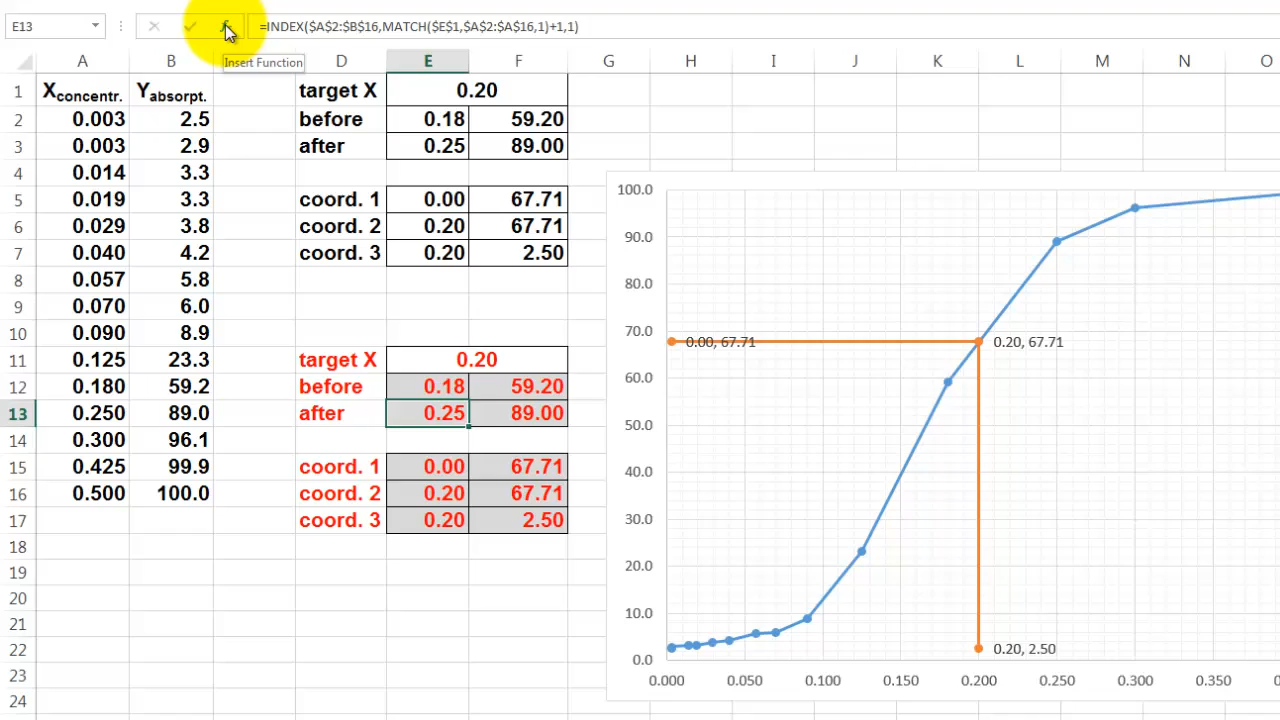 E13 =INDEX($A$2:$B$16,MATCH($E$1,$A$2:$A$16,1)+1,1)
Insert Function
A B D E F G H I J K L M N O
1 Xconcentr. Yabsorpt. target X 0.20
2 0.003 2.5 before 0.18 59.20
3 0.003 2.9 after 0.25 89.00
4 0.014 3.3
5 0.019 3.3 coord. 1 0.00 67.71
6 0.029 3.8 coord. 2 0.20 67.71
7 0.040 4.2 coord. 3 0.20 2.50
8 0.057 5.8
9 0.070 6.0
10 0.090 8.9
11 0.125 23.3 target X 0.20
12 0.180 59.2 before 0.18 59.20
13 0.250 89.0 after 0.25 89.00
14 0.300 96.1
15 0.425 99.9 coord. 1 0.00 67.71
16 0.500 100.0 coord. 2 0.20 67.71
17 coord. 3 0.20 2.50
18
19
20
21
22
23
24
100.0
90.0
80.0
70.0
0.00, 67.71 0.20, 67.71
60.0
50.0
40.0
30.0
20.0
10.0
0.20, 2.50
0.0
0.000 0.050 0.100 0.150 0.200 0.250 0.300 0.350